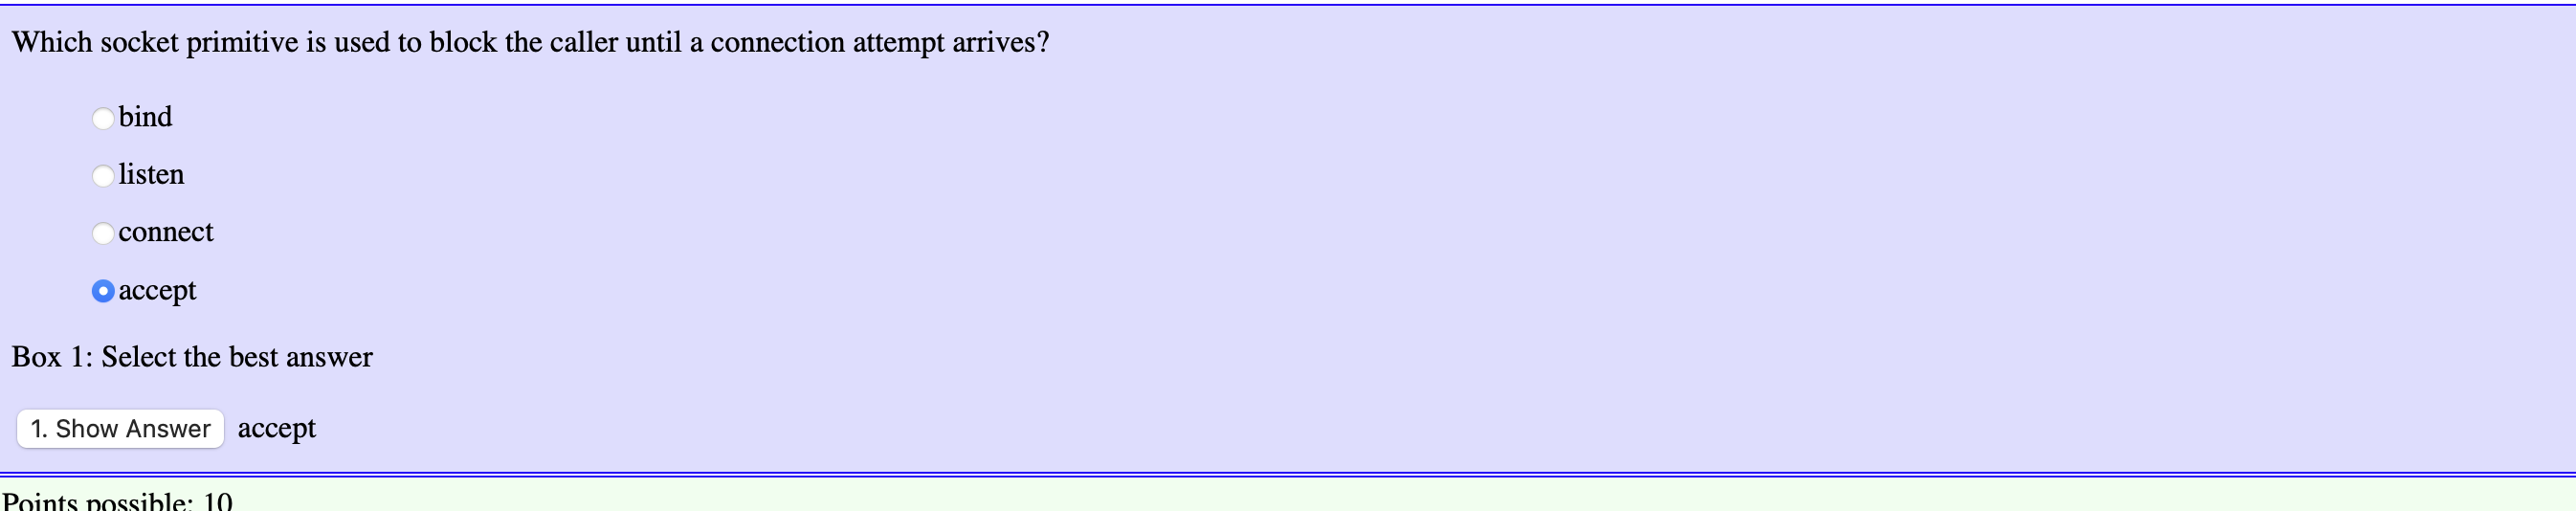 Which socket primitive is used to block the caller until a connection attempt arrives?
bind
listen
connect
accept
Box 1: Select the best answer
1. Show Answer accept
Points possible: 10